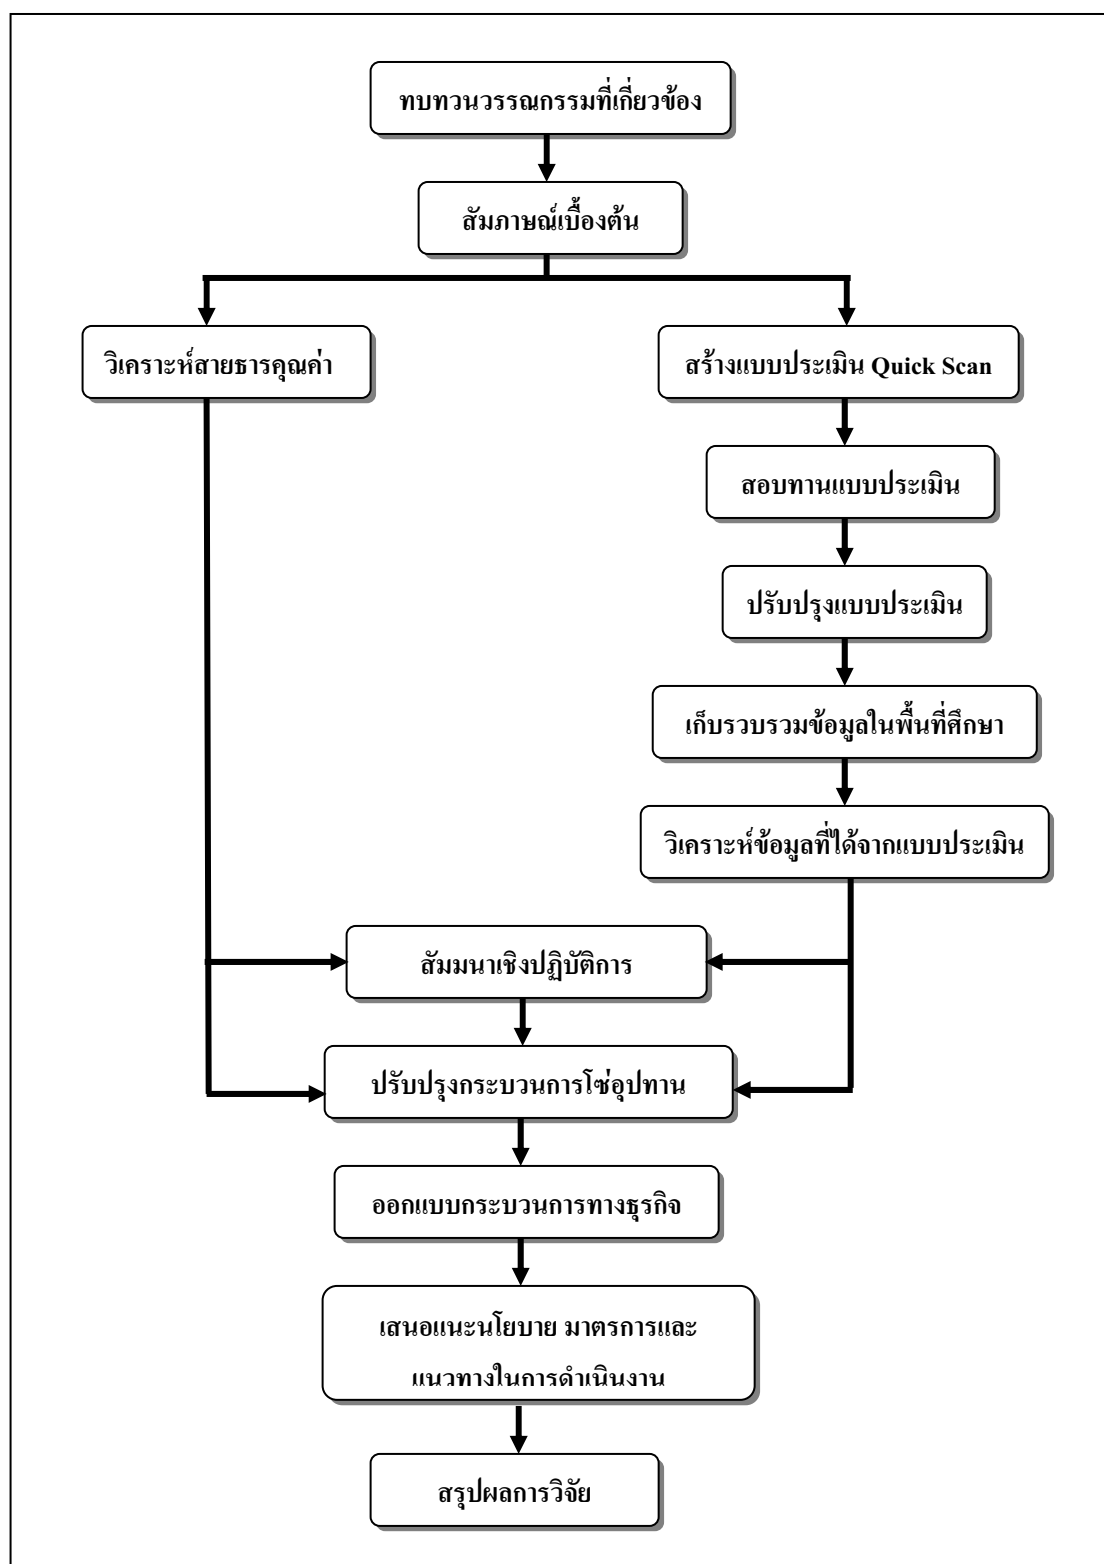 ทบทวนวรรณกรรมที่เกี่ยวข้อง
สัมภาษณ์เบื้องต้น
วิเคราะห์สายธารคุณค่า
สร้างแบบประเมิน Quick Scan
สอบทานแบบประเมิน
ปรับปรุงแบบประเมิน
เก็บรวบรวมข้อมูลในพื้นที่ศึกษา
วิเคราะห์ข้อมูลที่ได้จากแบบประเมิน
สัมมนาเชิงปฏิบัติการ
ปรับปรุงกระบวนการโซ่อุปทาน
ออกแบบกระบวนการทางธุรกิจ
เสนอแนะนโยบาย มาตรการและ
แนวทางในการดำเนินงาน
สรุปผลการวิจัย